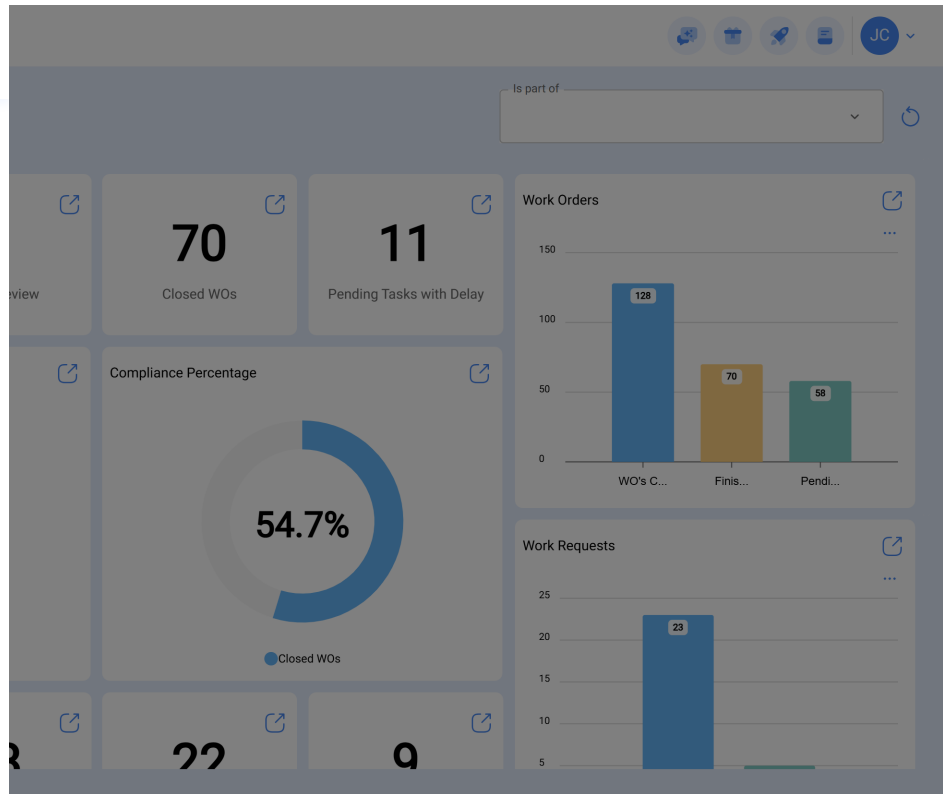 JC
Is part of
eview
70
Closed WOs
11
Pending Tasks with Delay
Work Orders
...
150
100
50
0
128
70
58
WO's C...
Finis...
Pendi...
Compliance Percentage
54.7%
Closed WOs
Work Requests
...
25
20
15
10
5
23
22
9